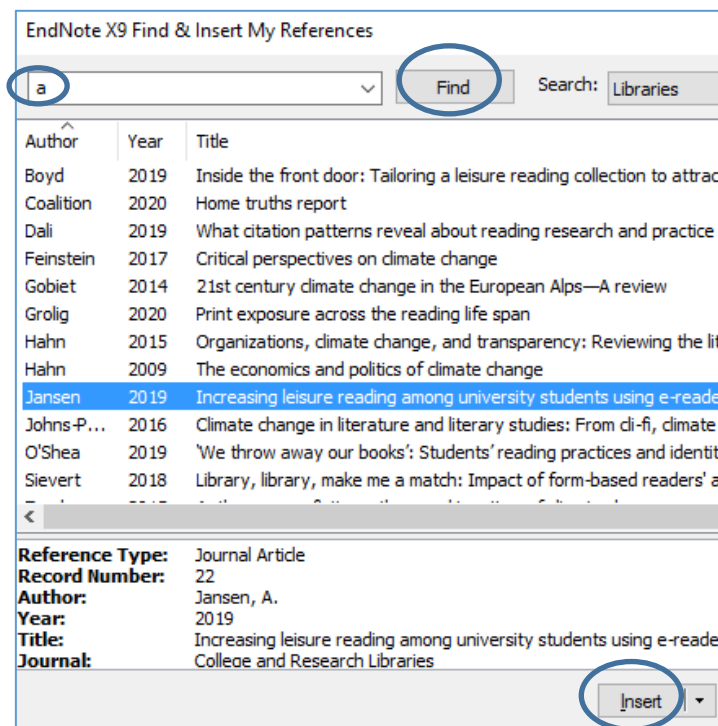 EndNote X9 Find & Insert My References
a Find Search: Libraries
Author Year Title
Boyd 2019 Inside the front door: Tailoring a leisure reading collection to attrac
Coalition 2020 Home truths report
Dali 2019 What citation patterns reveal about reading research and practice
Feinstein 2017 Critical perspectives on climate change
Gobiet 2014 21st century climate change in the European Alps—A review
Grolig 2020 Print exposure across the reading life span
Hahn 2015 Organizations, climate change, and transparency: Reviewing the lit
Hahn 2009 The economics and politics of climate change
Jansen 2019 Increasing leisure reading among university students using e-reade
Johns-P... 2016 Climate change in literature and literary studies: From cli-fi, climate
O'Shea 2019 'We throw away our books': Students' reading practices and identit
Sievert 2018 Library, library, make me a match: Impact of form-based readers' a
Reference Type: Journal Article
Record Number: 22
Author: Jansen, A.
Year: 2019
Title: Increasing leisure reading among university students using e-reade
Journal: College and Research Libraries
Insert